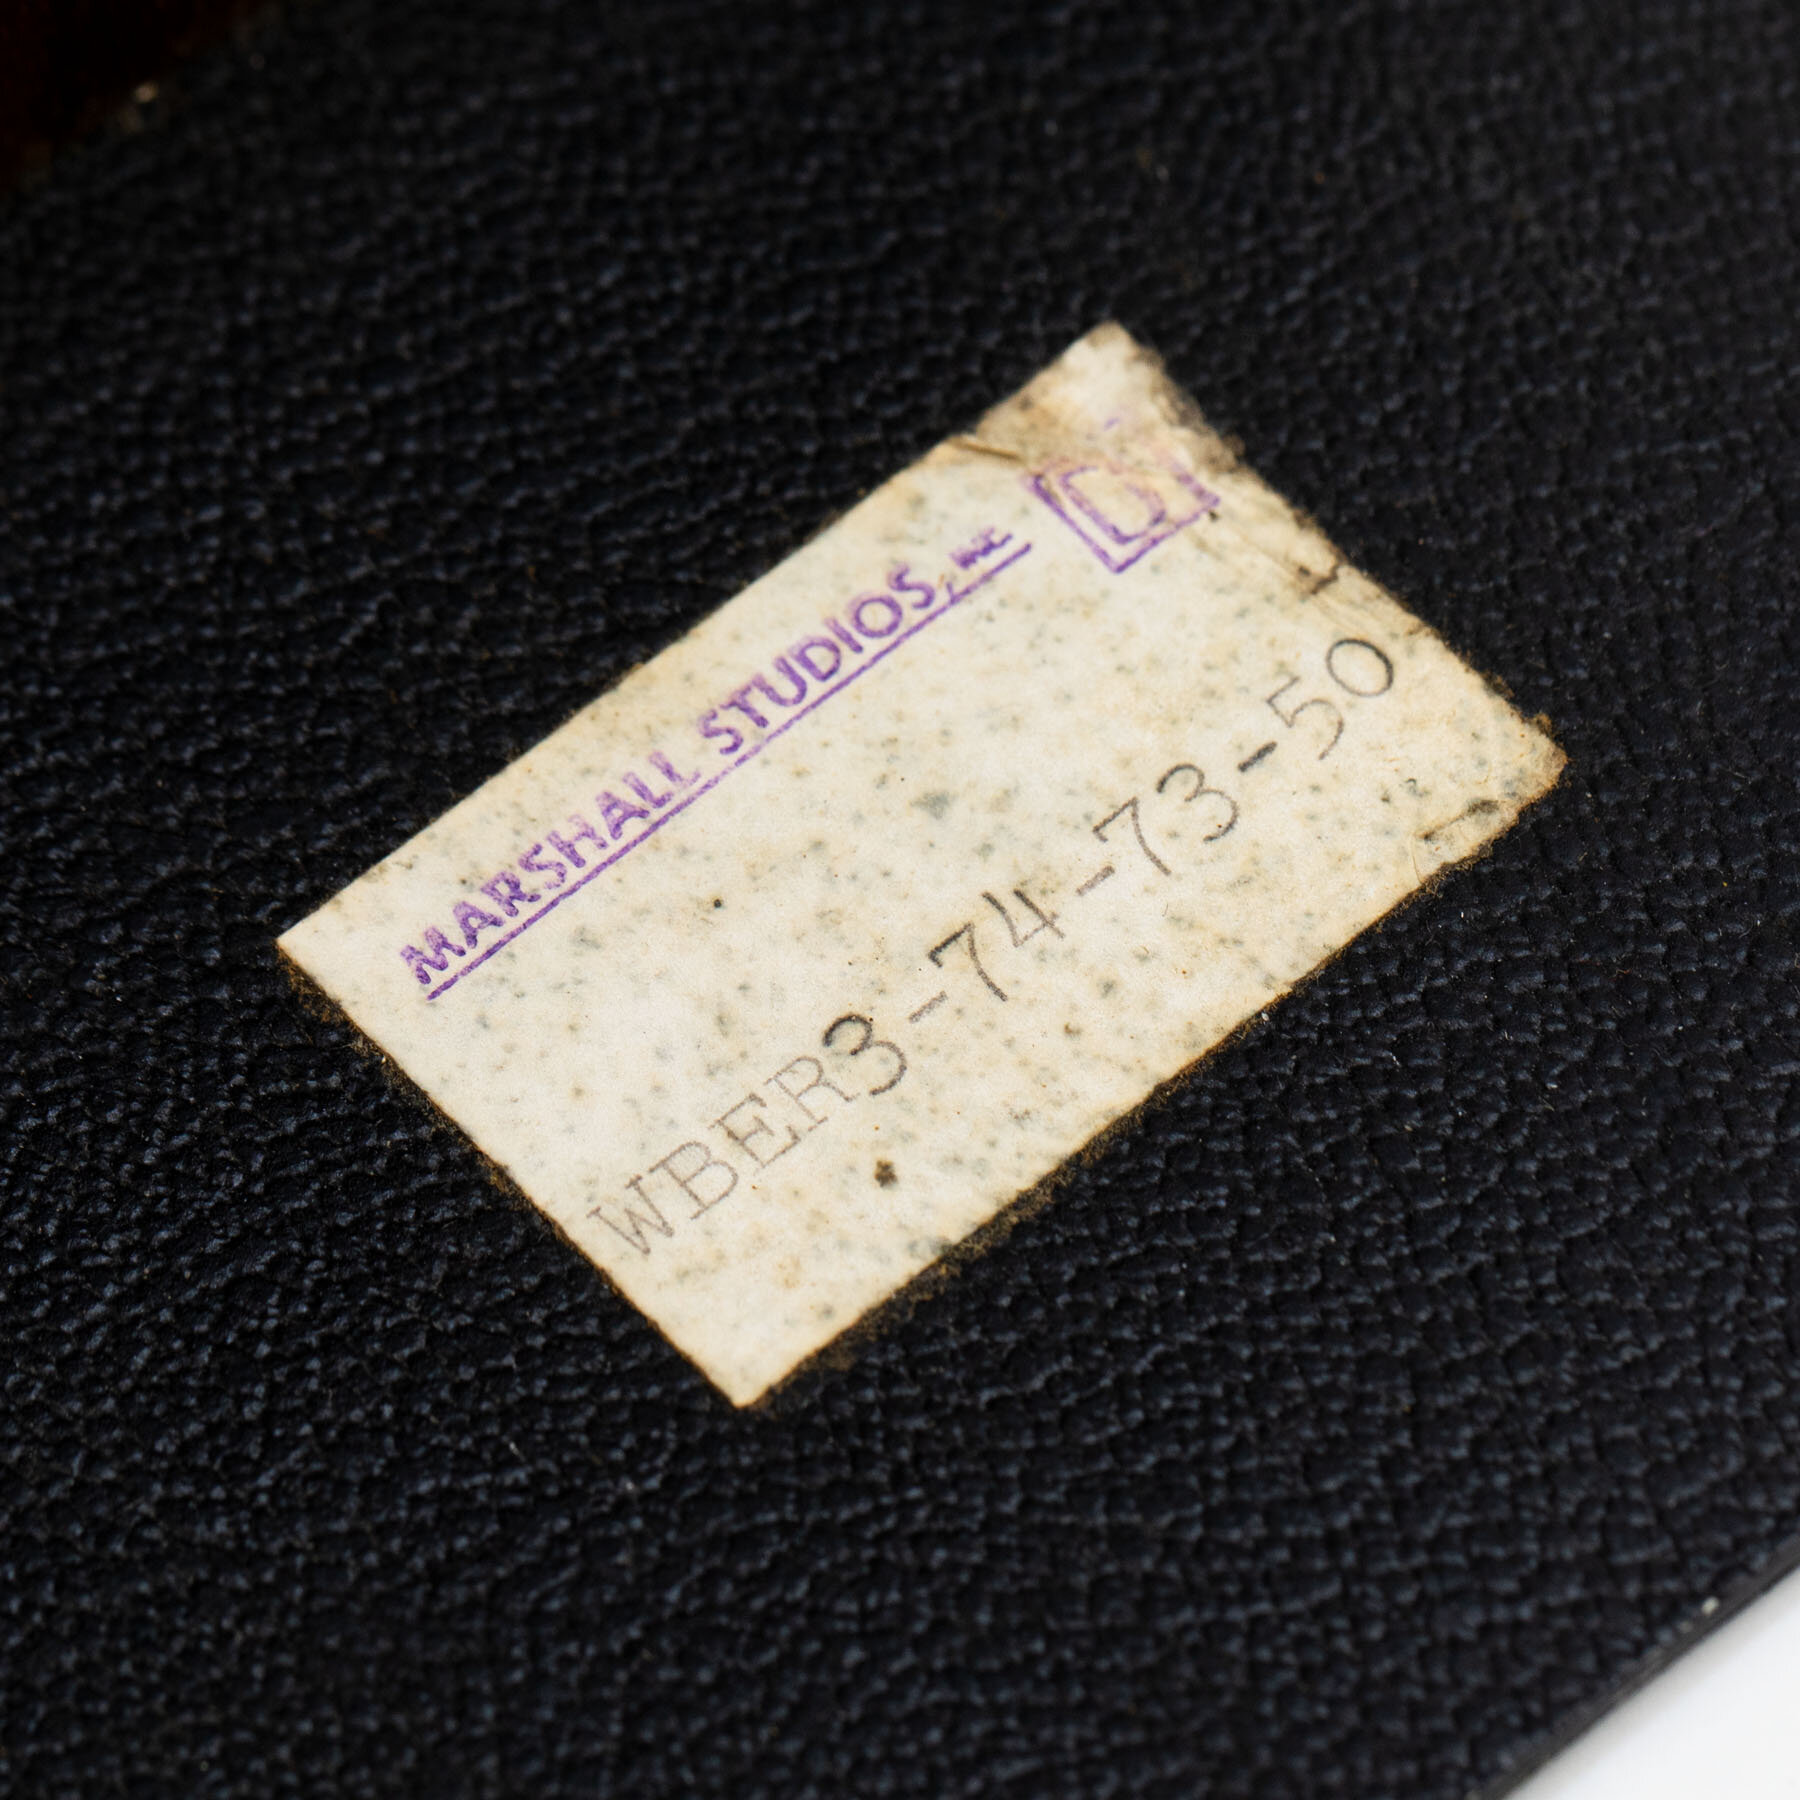 MARSHALL STUDIOS, INC D
WBER3-74-73-50